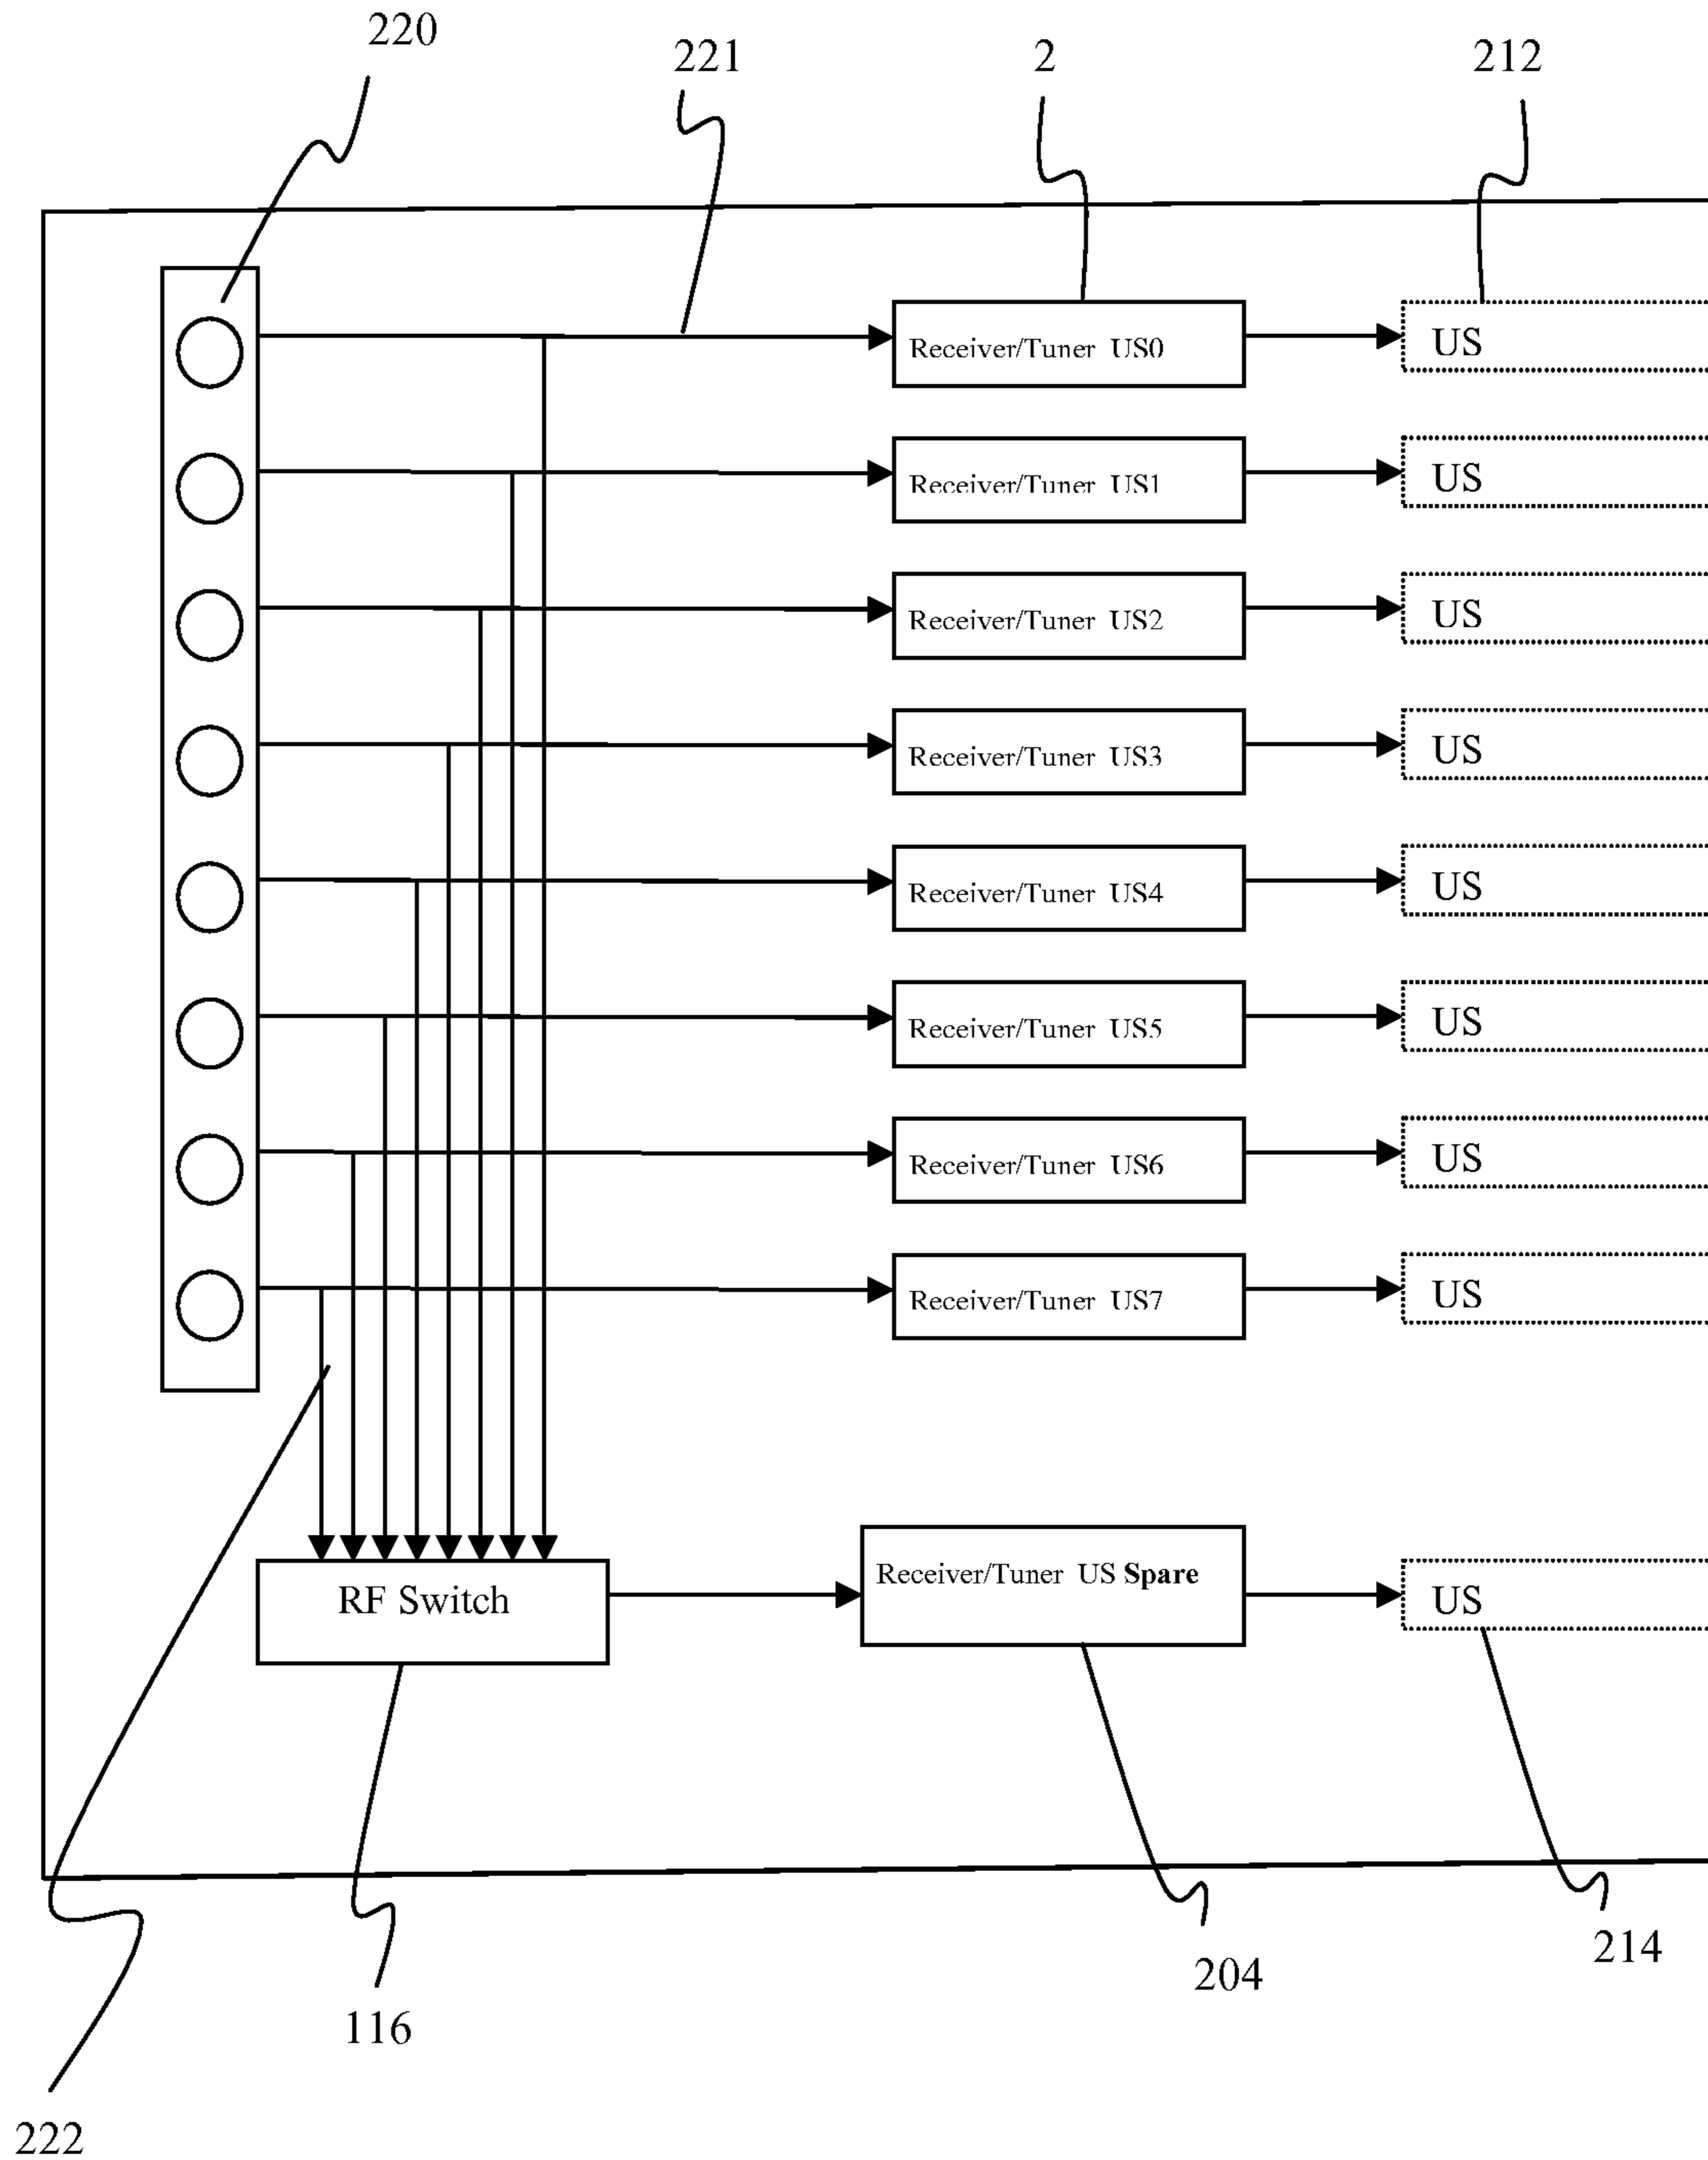 220
221
2
212
Receiver/Tuner US0
US
Receiver/Tuner US1
US
Receiver/Tuner US2
US
Receiver/Tuner US3
US
Receiver/Tuner US4
US
Receiver/Tuner US5
US
Receiver/Tuner US6
US
Receiver/Tuner US7
US
RF Switch
Receiver/Tuner US Spare
US
214
204
116
222